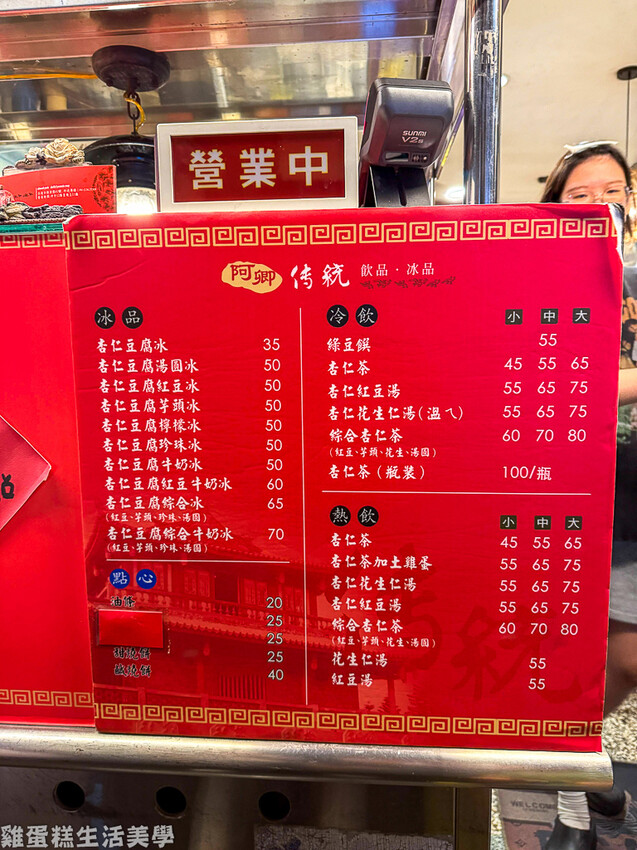 SUNMI
V2s
營業中
阿卿 傳統 飲品·冰品
冰品
杏仁豆腐冰 35
杏仁豆腐湯圓冰 50
杏仁豆腐紅豆冰 50
杏仁豆腐芋頭冰 50
杏仁豆腐檸檬冰 50
杏仁豆腐珍珠冰 50
杏仁豆腐牛奶冰 50
杏仁豆腐紅豆牛奶冰 60
杏仁豆腐綜合冰 65
(紅豆、芋頭、珍珠、湯圓)
杏仁豆腐綜合牛奶冰 70
(紅豆、芋頭、珍珠、湯圓)
點心
油條 20
25
25
甜燒餅 25
鹹燒餅 40
冷飲 小 中 大
綠豆饌 55
杏仁茶 45 55 65
杏仁紅豆湯 55 65 75
杏仁花生仁湯(溫ㄟ) 55 65 75
綜合杏仁茶 60 70 80
(紅豆、芋頭、花生、湯圓)
杏仁茶(瓶裝) 100/瓶
熱飲 小 中 大
杏仁茶 45 55 65
杏仁茶加土雞蛋 55 65 75
杏仁花生仁湯 55 65 75
杏仁紅豆湯 55 65 75
綜合杏仁茶 60 70 80
(紅豆、芋頭、花生、湯圓)
花生仁湯 55
紅豆湯 55
傳統
WELCOME
雞蛋糕生活美學